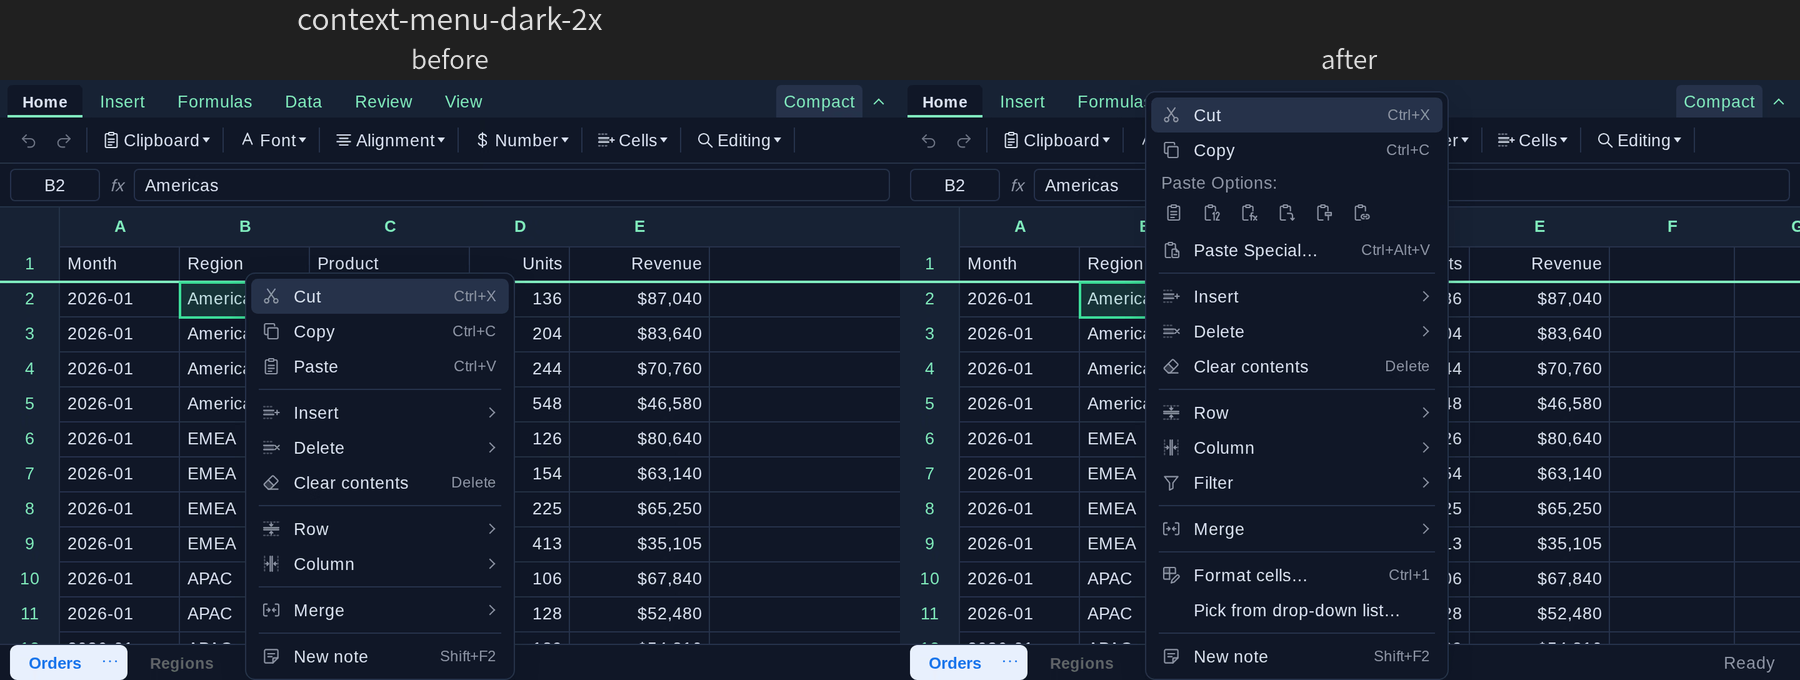 context-menu-dark-2x
before
after
Home Insert Formulas Data Review View Compact
Clipboard Font Alignment Number Cells Editing
B2 fx Americas
A B C D E
1 Month Region Product Units Revenue
2 2026-01 136 $87,040
3 2026-01 204 $83,640
4 2026-01 244 $70,760
5 2026-01 548 $46,580
6 2026-01 EMEA 126 $80,640
7 2026-01 EMEA 154 $63,140
8 2026-01 EMEA 225 $65,250
9 2026-01 EMEA 413 $35,105
10 2026-01 APAC 106 $67,840
11 2026-01 APAC 128 $52,480
Cut Ctrl+X
Copy Ctrl+C
Paste Ctrl+V
Insert
Delete
Clear contents Delete
Row
Column
Merge
New note Shift+F2
Orders ... Regions
Home Insert Compact
Clipboard Cells Editing
B2 fx Americas
A E F
1 Month Region Revenue
2 2026-01 $87,040
3 2026-01 $83,640
4 2026-01 $70,760
5 2026-01 $46,580
6 2026-01 EMEA $80,640
7 2026-01 EMEA $63,140
8 2026-01 EMEA $65,250
9 2026-01 EMEA $35,105
10 2026-01 APAC $67,840
11 2026-01 APAC $52,480
Cut Ctrl+X
Copy Ctrl+C
Paste Options:
Paste Special... Ctrl+Alt+V
Insert
Delete
Clear contents Delete
Row
Column
Filter
Merge
Format cells... Ctrl+1
Pick from drop-down list...
New note Shift+F2
Orders ... Regions Ready